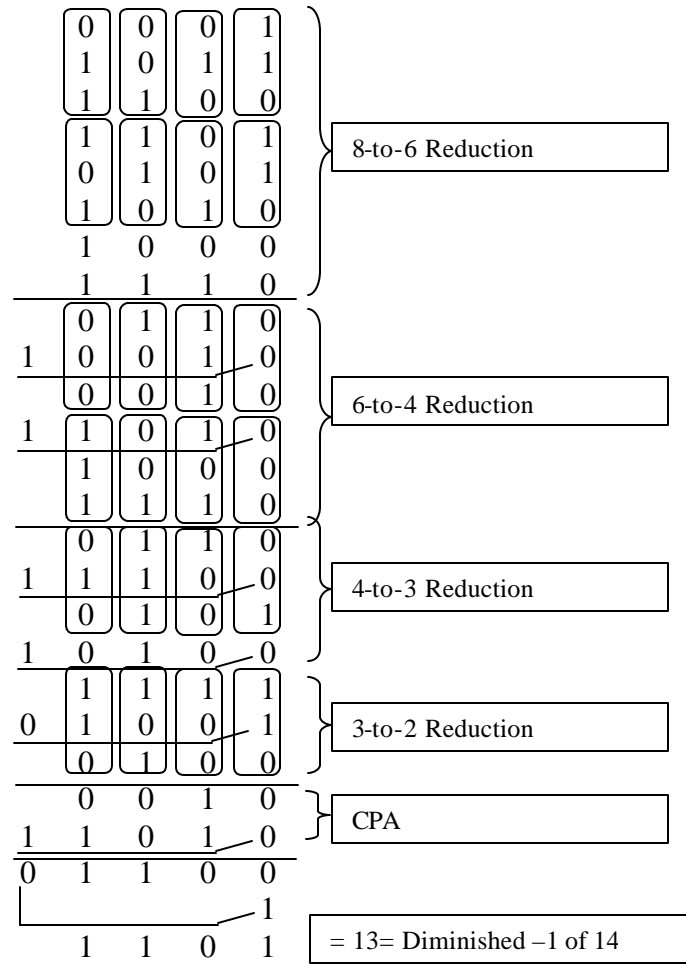 0 0 0 1
1 0 1 1
1 1 0 0
1 1 0 1
0 1 0 1
1 0 1 0
1 0 0 0
1 1 1 0
8-to-6 Reduction
0 1 1 0
1 0 0 1 0
0 0 1 0
1 1 0 1 0
1 0 0 0
1 1 1 0
6-to-4 Reduction
0 1 1 0
1 1 1 0 0
0 1 0 1
1 0 1 0 0
4-to-3 Reduction
1 1 1 1
0 1 0 0 1
0 1 0 0
3-to-2 Reduction
0 0 1 0
1 1 0 1 0
CPA
0 1 1 0 0
1
1 1 0 1
= 13= Diminished –1 of 14